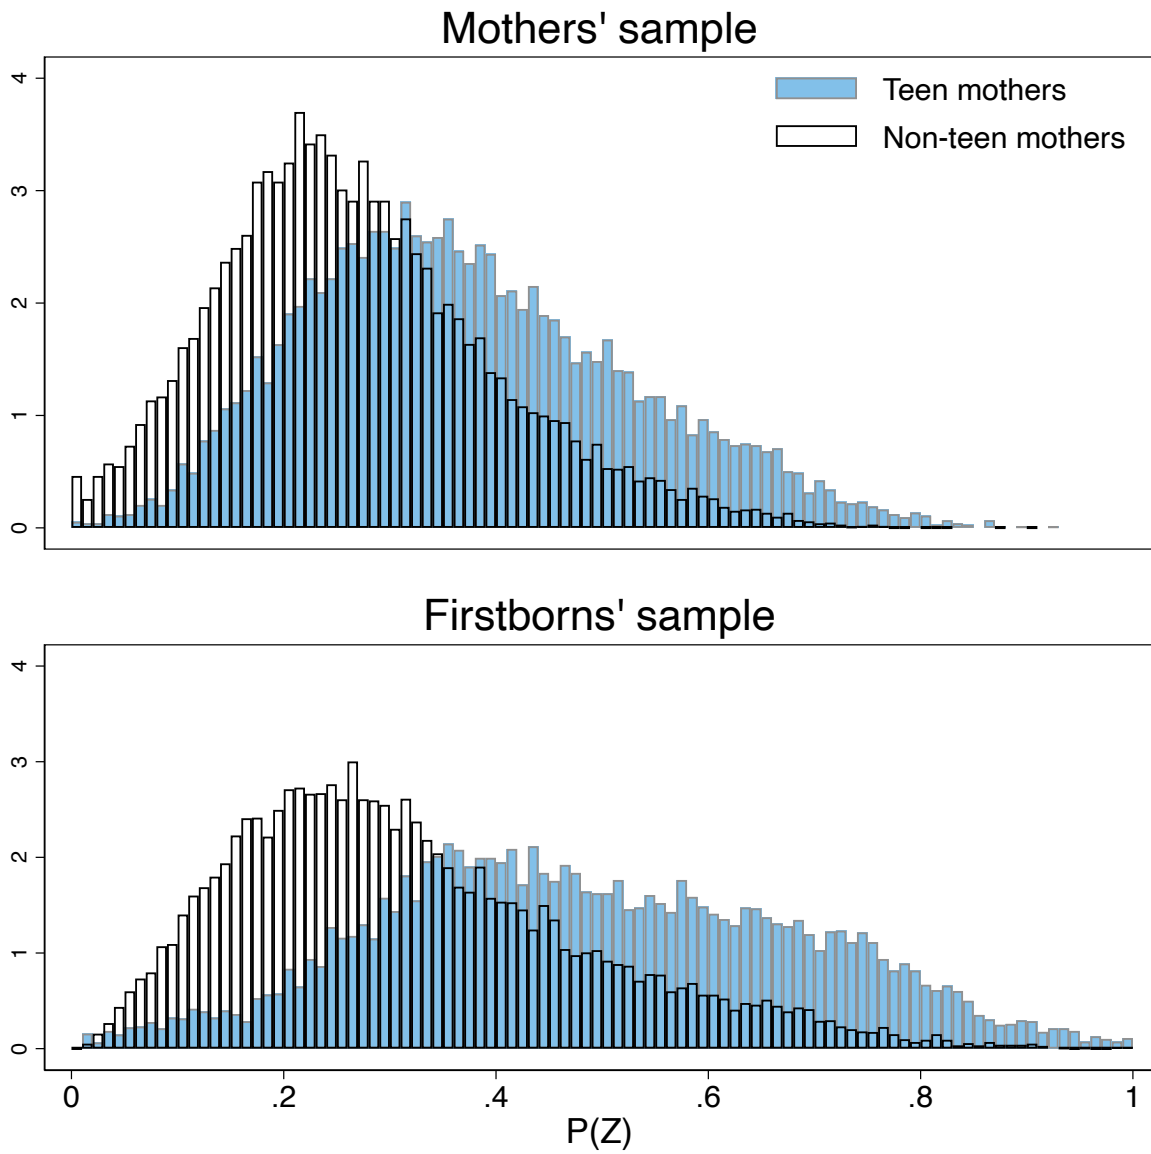 Mothers' sample
4
3
2
1
0
Teen mothers
Non-teen mothers
Firstborns' sample
4
3
2
1
0
0 .2 .4 .6 .8 1
P(Z)